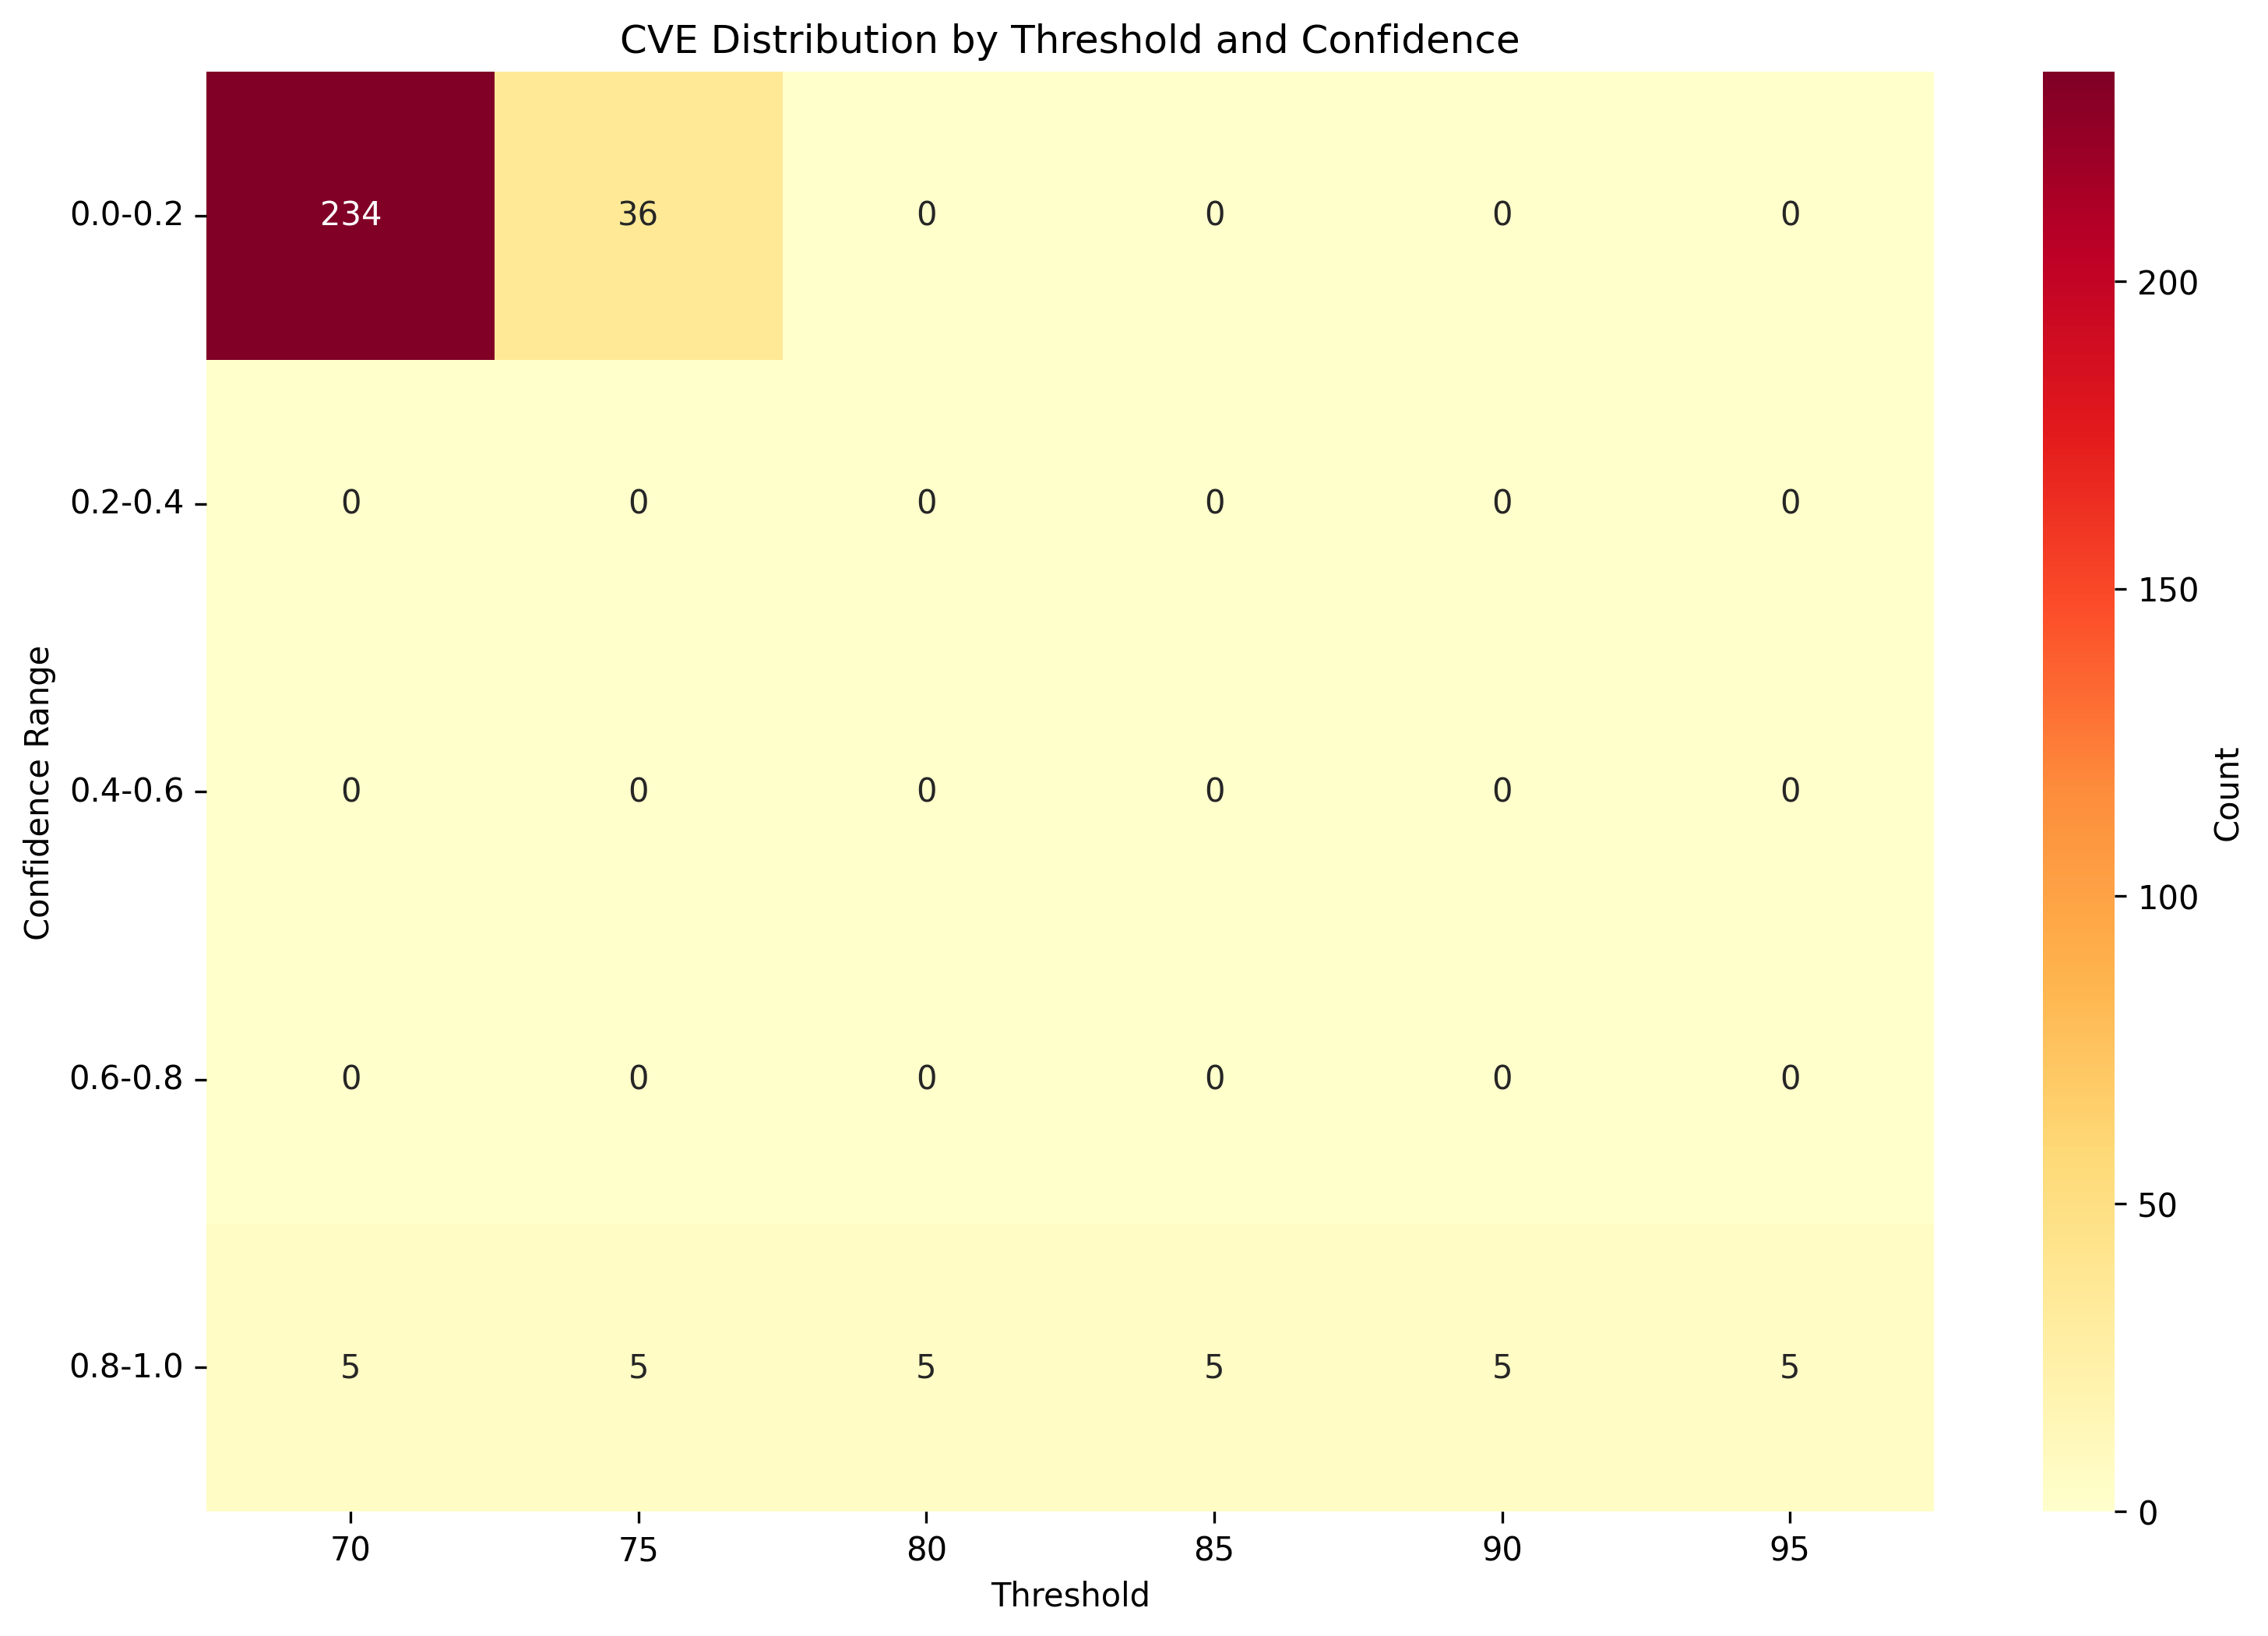 CVE Distribution by Threshold and Confidence
Confidence Range
0.0-0.2 234 36 0 0 0 0
0.2-0.4 0 0 0 0 0 0
0.4-0.6 0 0 0 0 0 0
0.6-0.8 0 0 0 0 0 0
0.8-1.0 5 5 5 5 5 5
70 75 80 85 90 95
Threshold
200
150
100
50
0
Count